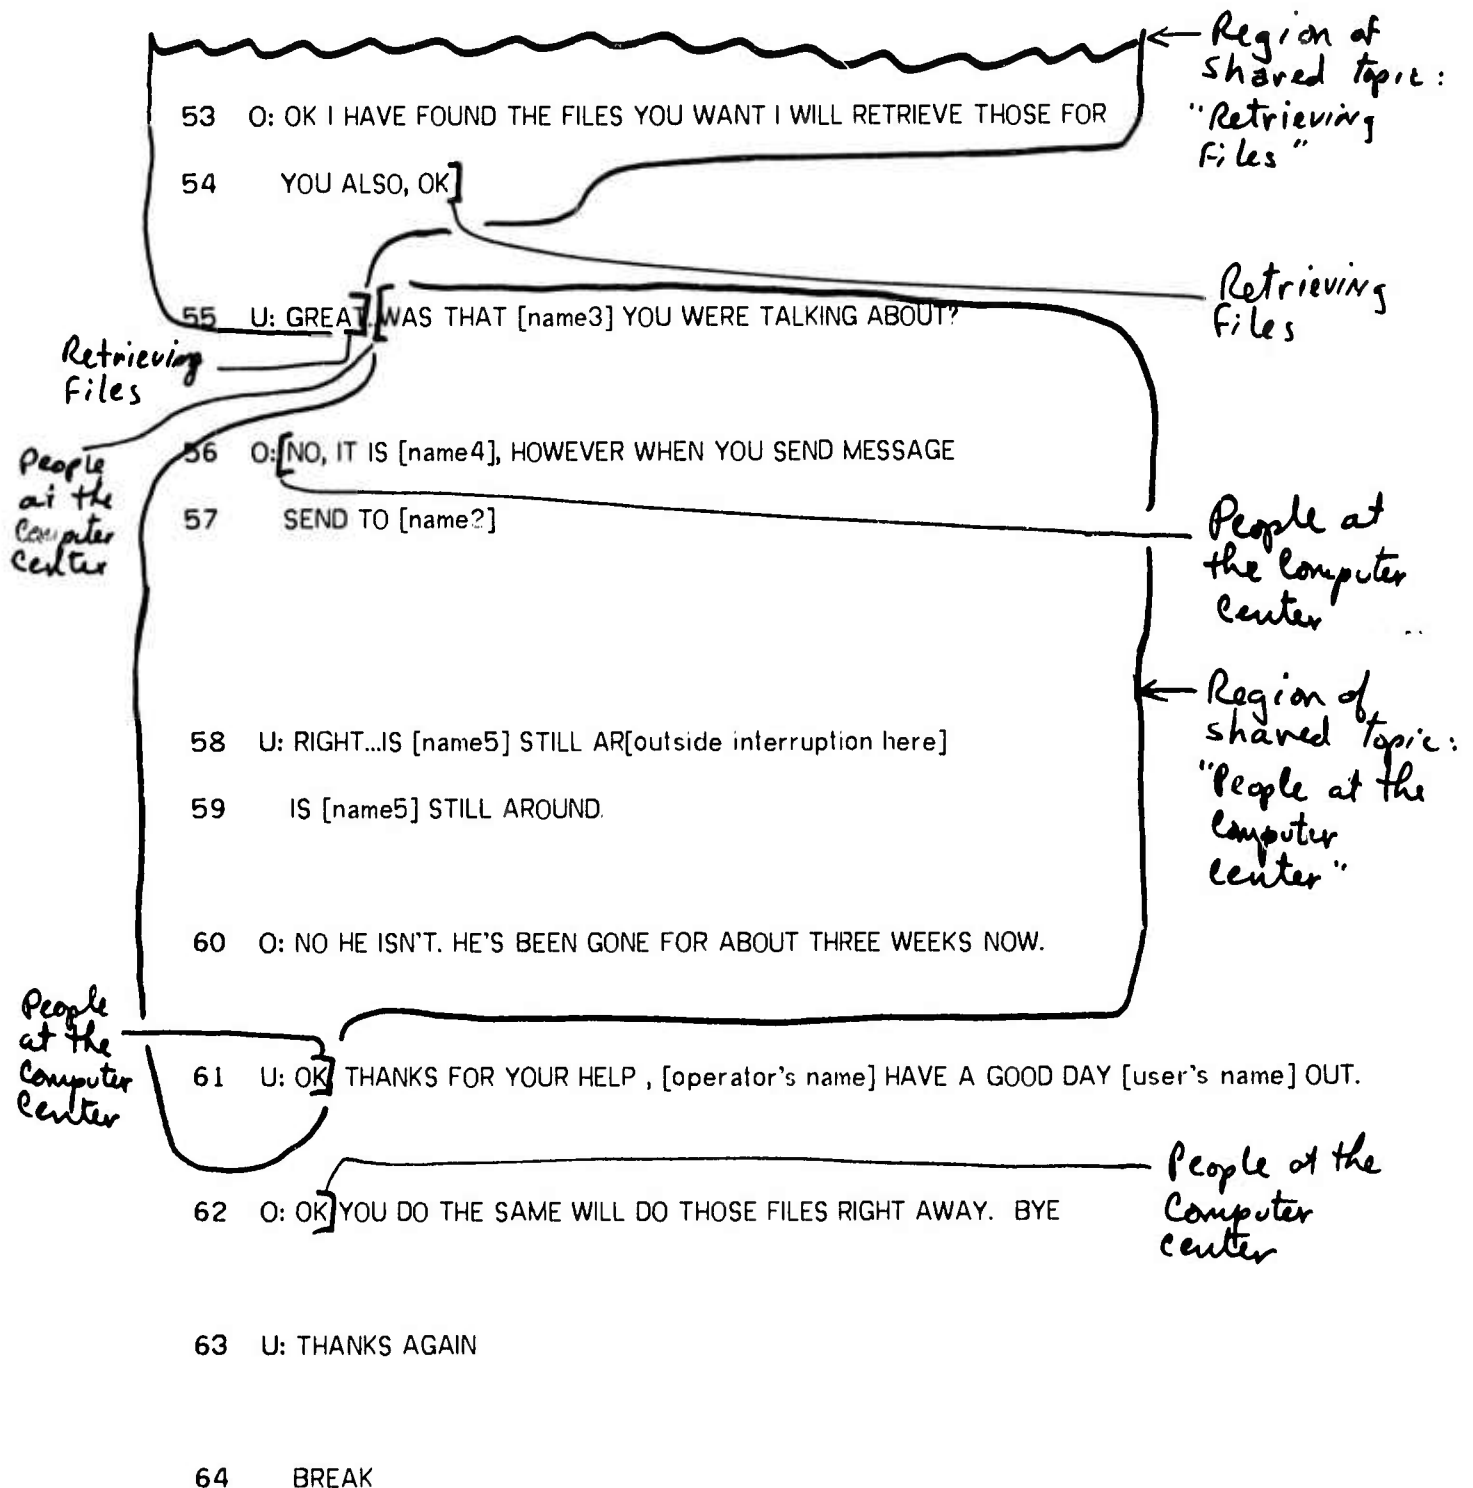 Region of
shared topic:
"Retrieving
Files"
53 O: OK I HAVE FOUND THE FILES YOU WANT I WILL RETRIEVE THOSE FOR
54 YOU ALSO, OK]
Retrieving
Files
55 U: GREAT].[WAS THAT [name3] YOU WERE TALKING ABOUT?
Retrieving
Files
People
at the
Computer
Center
56 O:[NO, IT IS [name4], HOWEVER WHEN YOU SEND MESSAGE
57 SEND TO [name?]
People at
the Computer
Center
Region of
shared topic:
"People at the
Computer
Center"
58 U: RIGHT...IS [name5] STILL AR[outside interruption here]
59 IS [name5] STILL AROUND.
60 O: NO HE ISN'T. HE'S BEEN GONE FOR ABOUT THREE WEEKS NOW.
People
at the
Computer
Center
61 U: OK] THANKS FOR YOUR HELP , [operator's name] HAVE A GOOD DAY [user's name] OUT.
People at the
Computer
Center
62 O: OK]YOU DO THE SAME WILL DO THOSE FILES RIGHT AWAY. BYE
63 U: THANKS AGAIN
64 BREAK